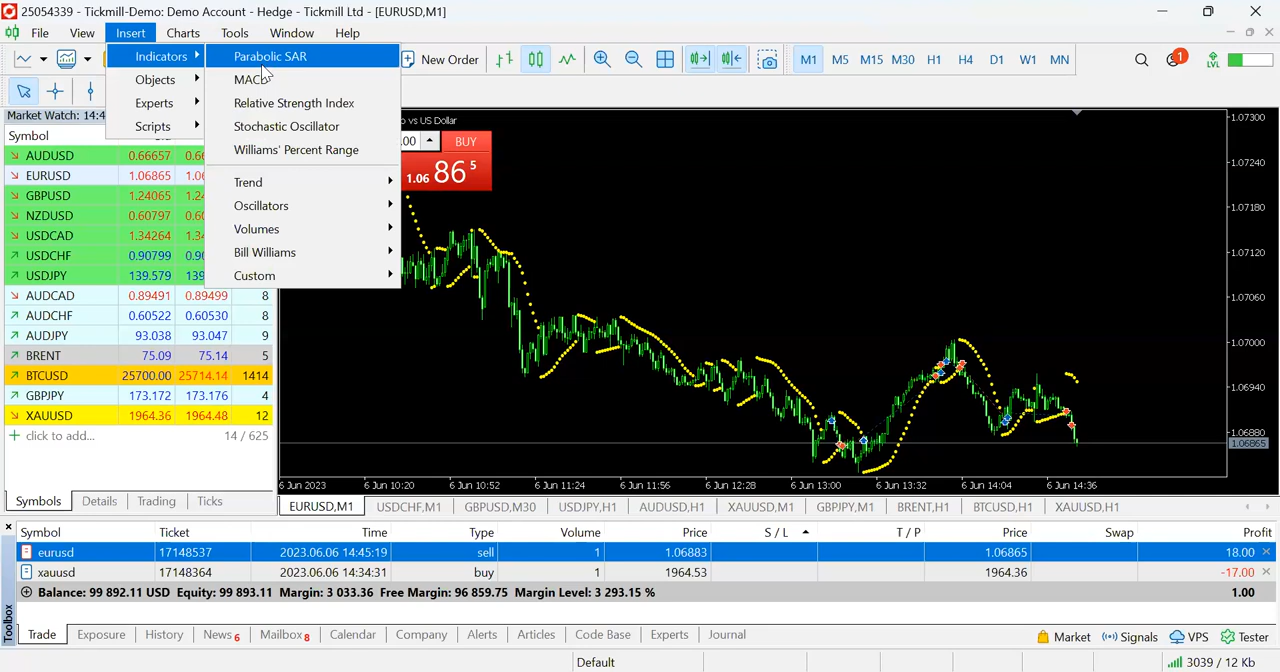 25054339 - Tickmill-Demo: Demo Account - Hedge - Tickmill Ltd - [EURUSD,M1]
File View Insert Charts Tools Window Help
New Order M1 M5 M15 M30 H1 H4 D1 W1 MN 1 LVL
Indicators
Objects
Experts
Scripts
Parabolic SAR
MACD
Relative Strength Index
Stochastic Oscillator
Williams' Percent Range
Trend
Oscillators
Volumes
Bill Williams
Custom
Market Watch: 14:4
Symbol
AUDUSD 0.66657
EURUSD 1.06865
GBPUSD 1.24065
NZDUSD 0.60797
USDCAD 1.34264
USDCHF 0.90799
USDJPY 139.579
AUDCAD 0.89491 0.89499 8
AUDCHF 0.60522 0.60530 8
AUDJPY 93.038 93.047 9
BRENT 75.09 75.14 5
BTCUSD 25700.00 25714.14 1414
GBPJPY 173.172 173.176 4
XAUUSD 1964.36 1964.48 12
click to add... 14 / 625
Symbols Details Trading Ticks
o vs US Dollar
.00 BUY
1.06 86 5
1.07300
1.07240
1.07180
1.07120
1.07060
1.07000
1.06940
1.06880
1.06865
6 Jun 2023 6 Jun 10:20 6 Jun 10:52 6 Jun 11:24 6 Jun 11:56 6 Jun 12:28 6 Jun 13:00 6 Jun 13:32 6 Jun 14:04 6 Jun 14:36
EURUSD,M1 USDCHF,M1 GBPUSD,M30 USDJPY,H1 AUDUSD,H1 XAUUSD,M1 GBPJPY,M1 BRENT,H1 BTCUSD,H1 XAUUSD,H1
Symbol Ticket Time Type Volume Price S / L T / P Price Swap Profit
eurusd 17148537 2023.06.06 14:45:19 sell 1 1.06883 1.06865 18.00
xauusd 17148364 2023.06.06 14:34:31 buy 1 1964.53 1964.36 -17.00
Balance: 99 892.11 USD Equity: 99 893.11 Margin: 3 033.36 Free Margin: 96 859.75 Margin Level: 3 293.15 % 1.00
Toolbox
Trade Exposure History News 6 Mailbox 8 Calendar Company Alerts Articles Code Base Experts Journal Market Signals VPS Tester
Default 3039 / 12 Kb